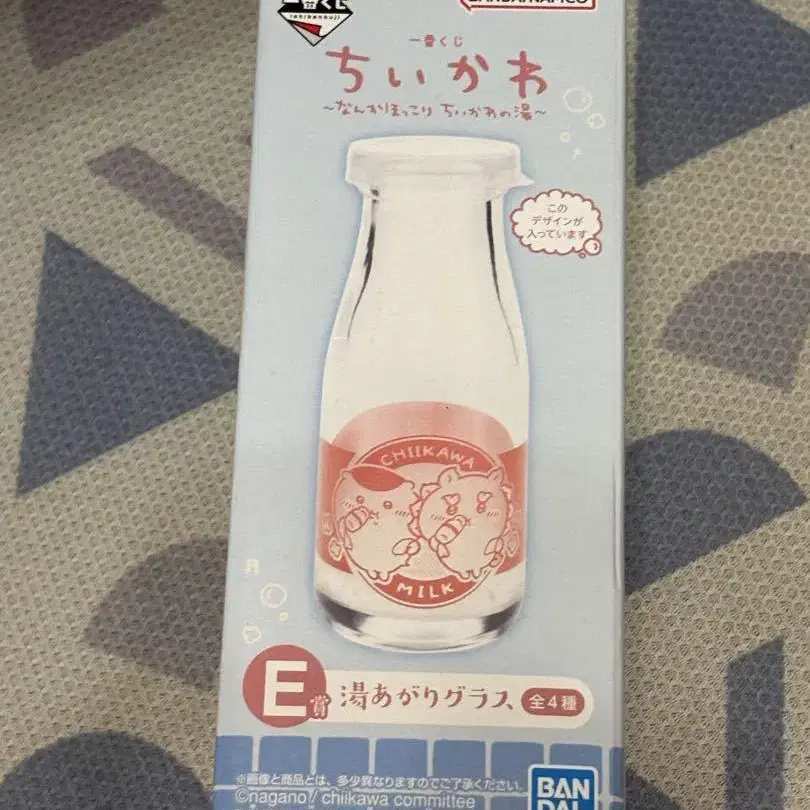 一番くじ
ichibankuji
BANDAI NAMCO
一番くじ
ちいかわ
～なんかほっこり ちいかわの湯～
この
デザインが
入っています
CHIIKAWA
MILK
E賞 湯あがりグラス 全4種
※画像と商品とは、多少異なりますのでご了承ください。
©nagano / chiikawa committee
BAN
DAI